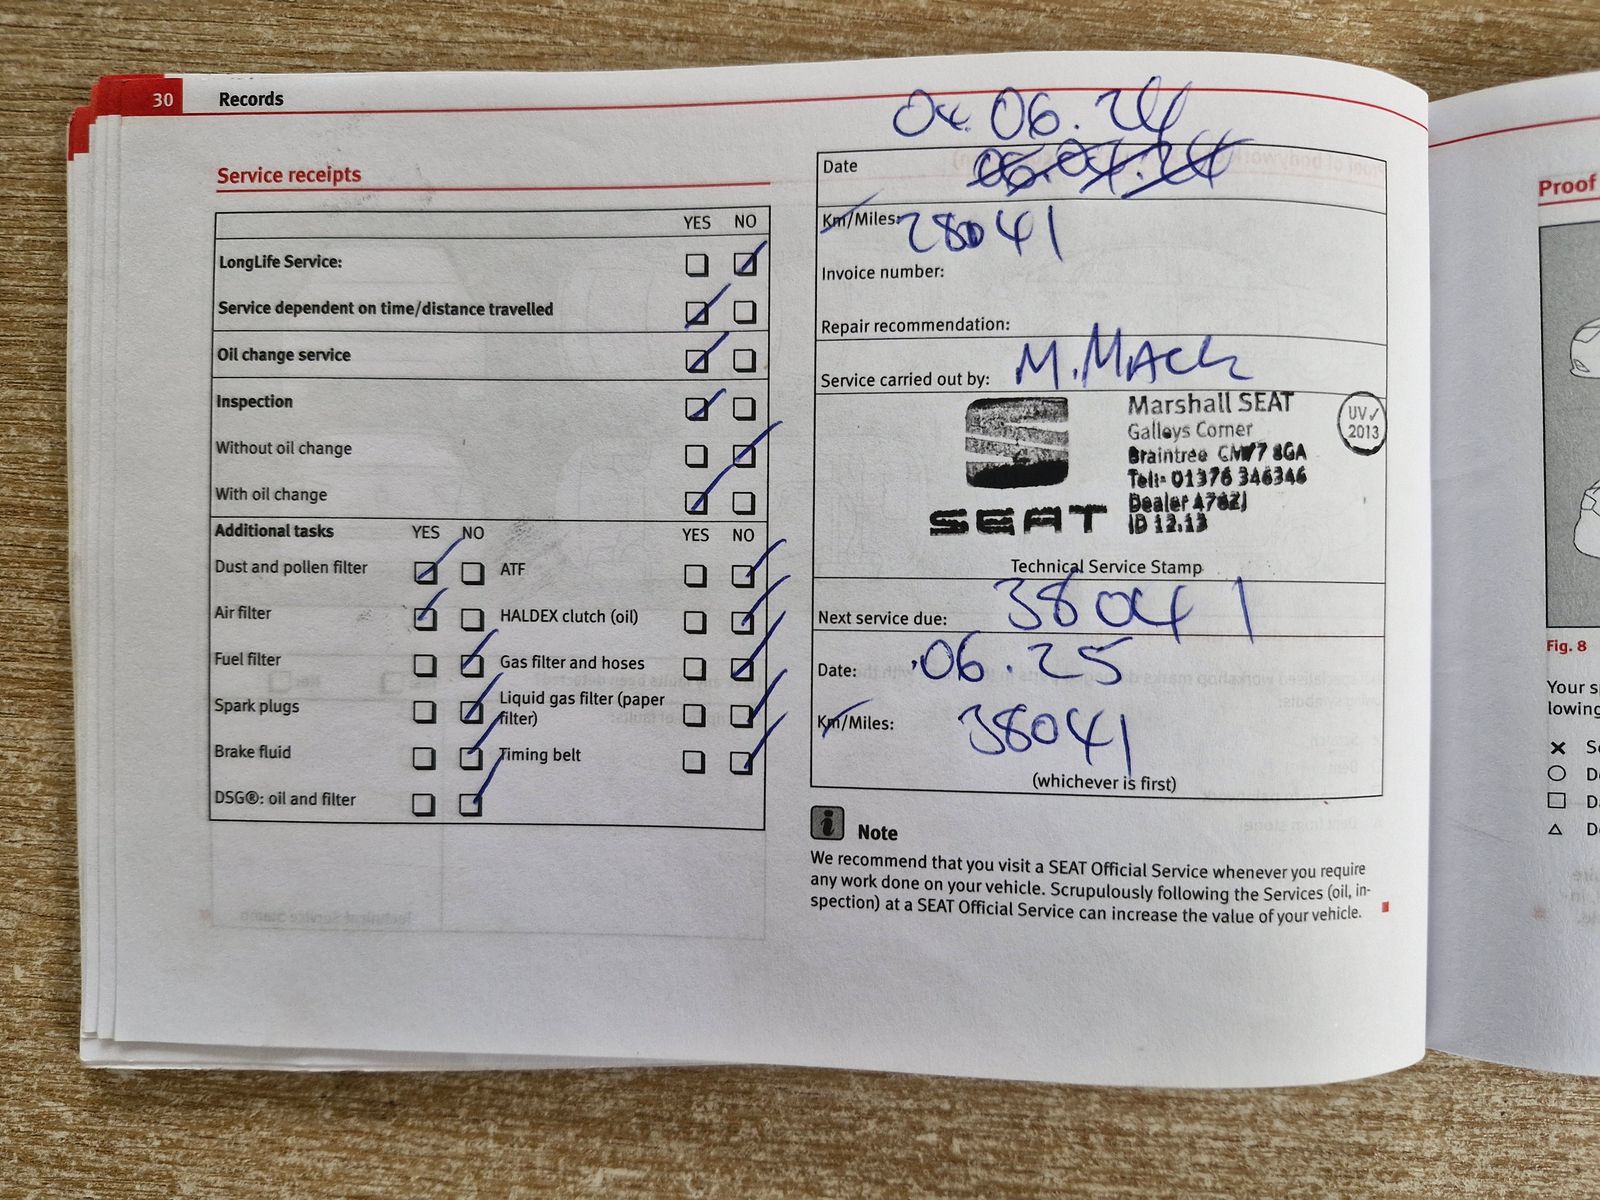 30 Records
Service receipts
YES NO
LongLife Service:
Service dependent on time/distance travelled
Oil change service
Inspection
Without oil change
With oil change
Additional tasks YES NO YES NO
Dust and pollen filter ATF
Air filter HALDEX clutch (oil)
Fuel filter Gas filter and hoses
Spark plugs Liquid gas filter (paper
filter)
Brake fluid Timing belt
DSG®: oil and filter
04.06.24
Date 06.04.24
Km/Miles: 28041
Invoice number:
Repair recommendation:
Service carried out by: M.MACK
Marshall SEAT
Galleys Corner
Braintree CM77 8GA
Tel:- 01376 346346
Dealer 4762J
ID 12.13
UV✓
2013
SEAT
Technical Service Stamp
Next service due: 38041
Date: .06.25
Km/Miles: 38041
(whichever is first)
i Note
We recommend that you visit a SEAT Official Service whenever you require
any work done on your vehicle. Scrupulously following the Services (oil, in-
spection) at a SEAT Official Service can increase the value of your vehicle.
Proof
Fig. 8
Your s
lowing